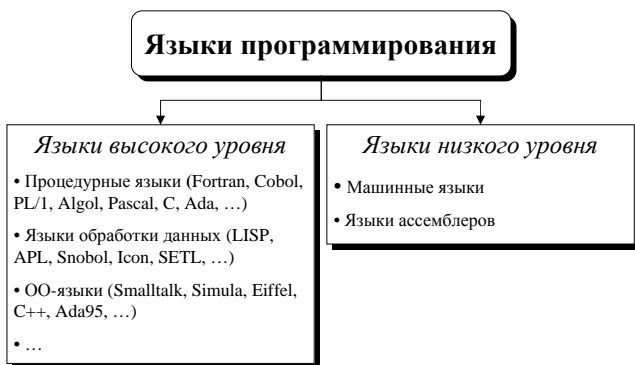 Языки программирования
Языки высокого уровня
• Процедурные языки (Fortran, Cobol,
PL/1, Algol, Pascal, C, Ada, …)
• Языки обработки данных (LISP,
APL, Snobol, Icon, SETL, …)
• ОО-языки (Smalltalk, Simula, Eiffel,
C++, Ada95, …)
• …
Языки низкого уровня
• Машинные языки
• Языки ассемблеров